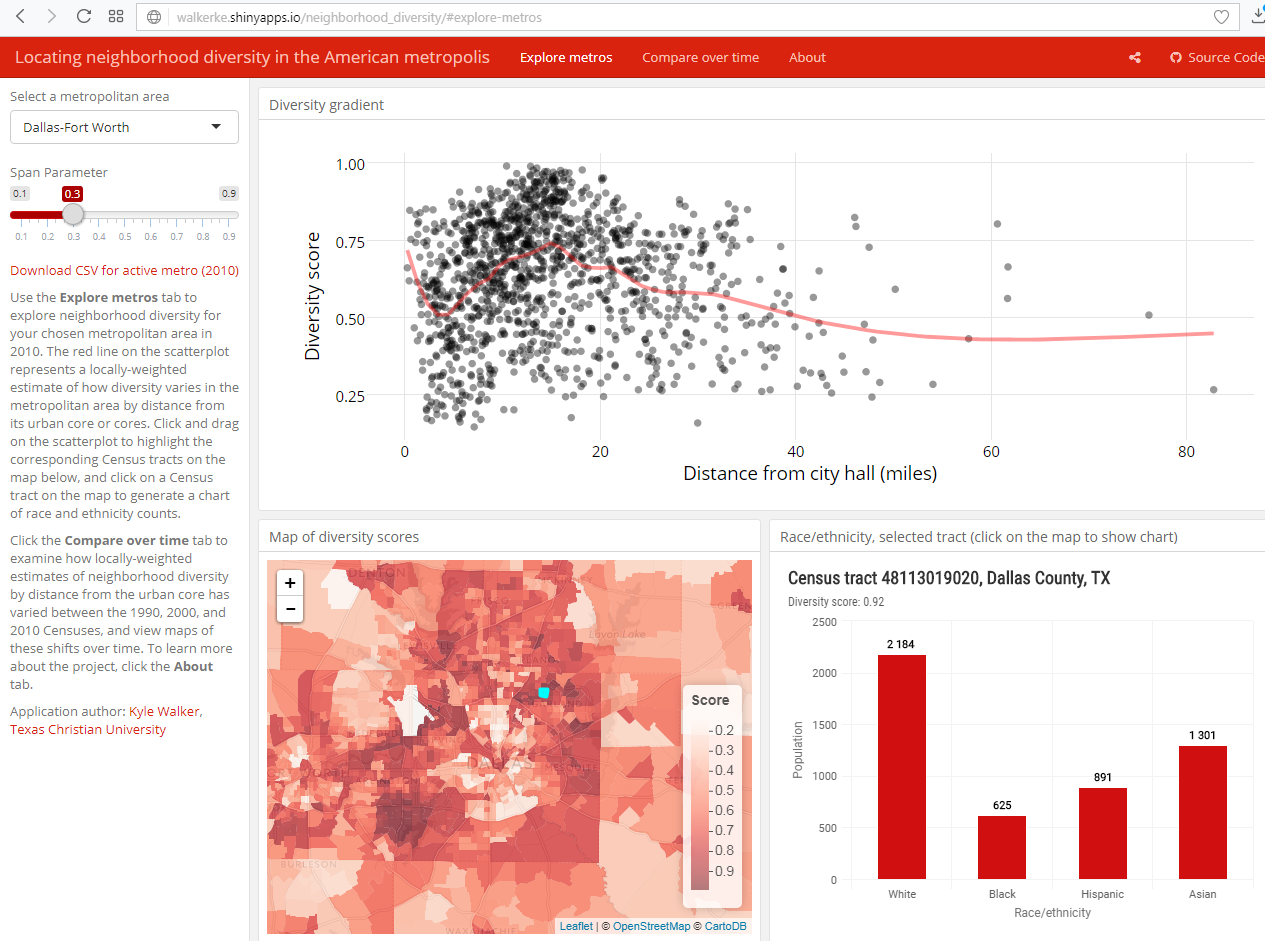 walkerke.shinyapps.io/neighborhood_diversity/#explore-metros
Locating neighborhood diversity in the American metropolis
Explore metros
Compare over time
About
Source Code
Select a metropolitan area
Dallas-Fort Worth
Span Parameter
0.1
0.3
0.9
0.1 0.2 0.3 0.4 0.5 0.6 0.7 0.8 0.9
Download CSV for active metro (2010)
Use the Explore metros tab to
explore neighborhood diversity for
your chosen metropolitan area in
2010. The red line on the scatterplot
represents a locally-weighted
estimate of how diversity varies in the
metropolitan area by distance from
its urban core or cores. Click and drag
on the scatterplot to highlight the
corresponding Census tracts on the
map below, and click on a Census
tract on the map to generate a chart
of race and ethnicity counts.
Click the Compare over time tab to
examine how locally-weighted
estimates of neighborhood diversity
by distance from the urban core has
varied between the 1990, 2000, and
2010 Censuses, and view maps of
these shifts over time. To learn more
about the project, click the About
tab.
Application author: Kyle Walker,
Texas Christian University
Diversity gradient
Diversity score
1.00
0.75
0.50
0.25
0 20 40 60 80
Distance from city hall (miles)
Map of diversity scores
+
−
DENTON
Lavon Lake
DALLAS
MESQUITE
BURLESON
Score
0.2
0.3
0.4
0.5
0.6
0.7
0.8
0.9
Leaflet | © OpenStreetMap © CartoDB
Race/ethnicity, selected tract (click on the map to show chart)
Census tract 48113019020, Dallas County, TX
Diversity score: 0.92
Population
2500
2000
1500
1000
500
0
2 184
625
891
1 301
White Black Hispanic Asian
Race/ethnicity